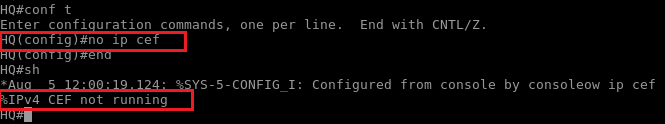 HQ#conf t
Enter configuration commands, one per line.  End with CNTL/Z.
HQ(config)#no ip cef
HQ(config)#end
HQ#sh
*Aug  5 12:00:19.124: %SYS-5-CONFIG_I: Configured from console by consoleow ip cef
%IPv4 CEF not running
HQ#